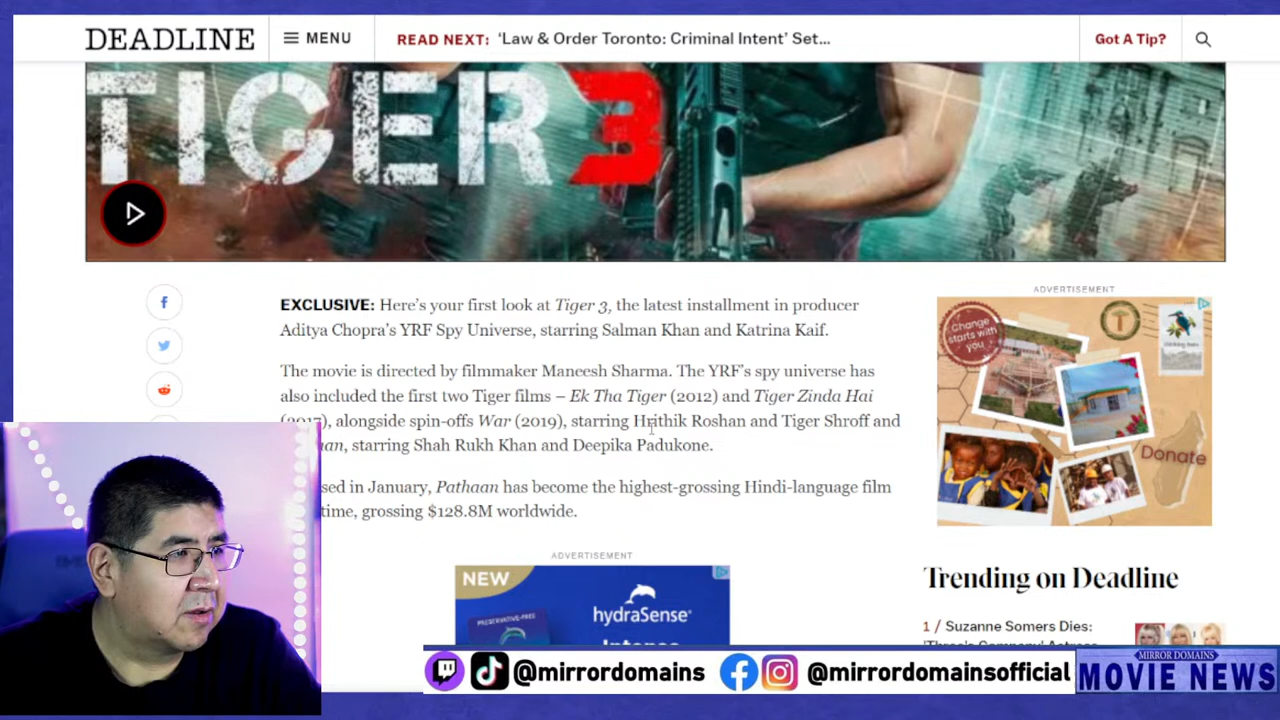 DEADLINE
MENU
READ NEXT: 'Law & Order Toronto: Criminal Intent' Set...
Got A Tip?
TIGER 3
EXCLUSIVE: Here's your first look at Tiger 3, the latest installment in producer
Aditya Chopra's YRF Spy Universe, starring Salman Khan and Katrina Kaif.
The movie is directed by filmmaker Maneesh Sharma. The YRF's spy universe has
also included the first two Tiger films – Ek Tha Tiger (2012) and Tiger Zinda Hai
(2017), alongside spin-offs War (2019), starring Hrithik Roshan and Tiger Shroff and
starring Shah Rukh Khan and Deepika Padukone.
in January, Pathaan has become the highest-grossing Hindi-language film
time, grossing $128.8M worldwide.
ADVERTISEMENT
NEW
PRESERVATIVE-FREE
hydraSense®
ADVERTISEMENT
Change
starts with
you
Donate
Trending on Deadline
1 / Suzanne Somers Dies:
@mirrordomains
@mirrordomainsofficial
MIRROR DOMAINS
MOVIE NEWS